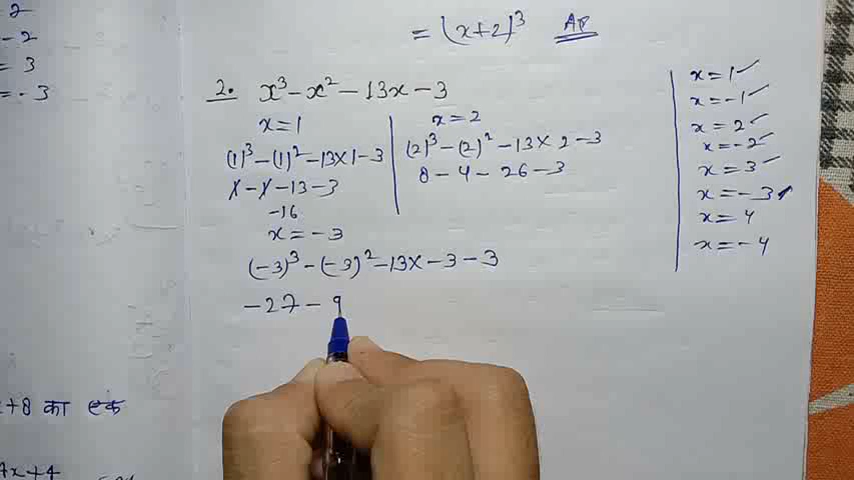 2
- 2
= 3
= - 3
x+8 का एक
4x+4
= (x+2)³ Ap
2. x³ - x² - 13x - 3
x = 1
(1)³ - (1)² - 13×1 - 3
1 - 1 - 13 - 3
-16
x = 2
(2)³ - (2)² - 13 × 2 - 3
8 - 4 - 26 - 3
x = -3
(-3)³ - (-3)² - 13× - 3 - 3
- 27 - 9
x = 1 ✓
x = -1 ✓
x = 2 ✓
x = -2 ✓
x = 3 ✓
x = -3 ✓
x = 4
x = - 4